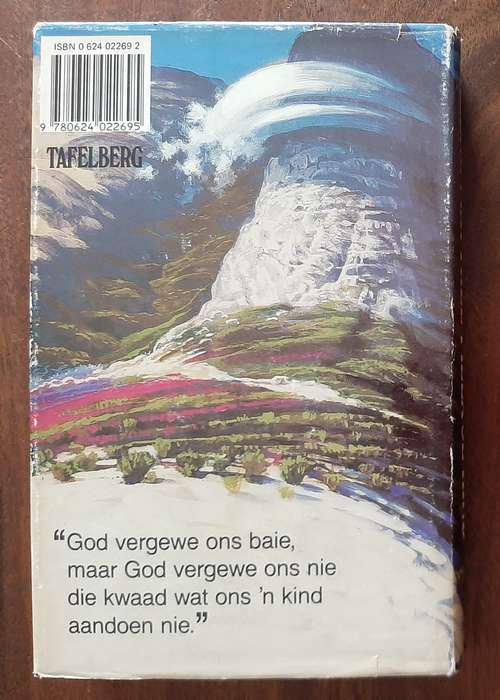 ISBN 0 624 02269 2
9 780624 022695
TAFELBERG
“God vergewe ons baie,
maar God vergewe ons nie
die kwaad wat ons 'n kind
aandoen nie.”